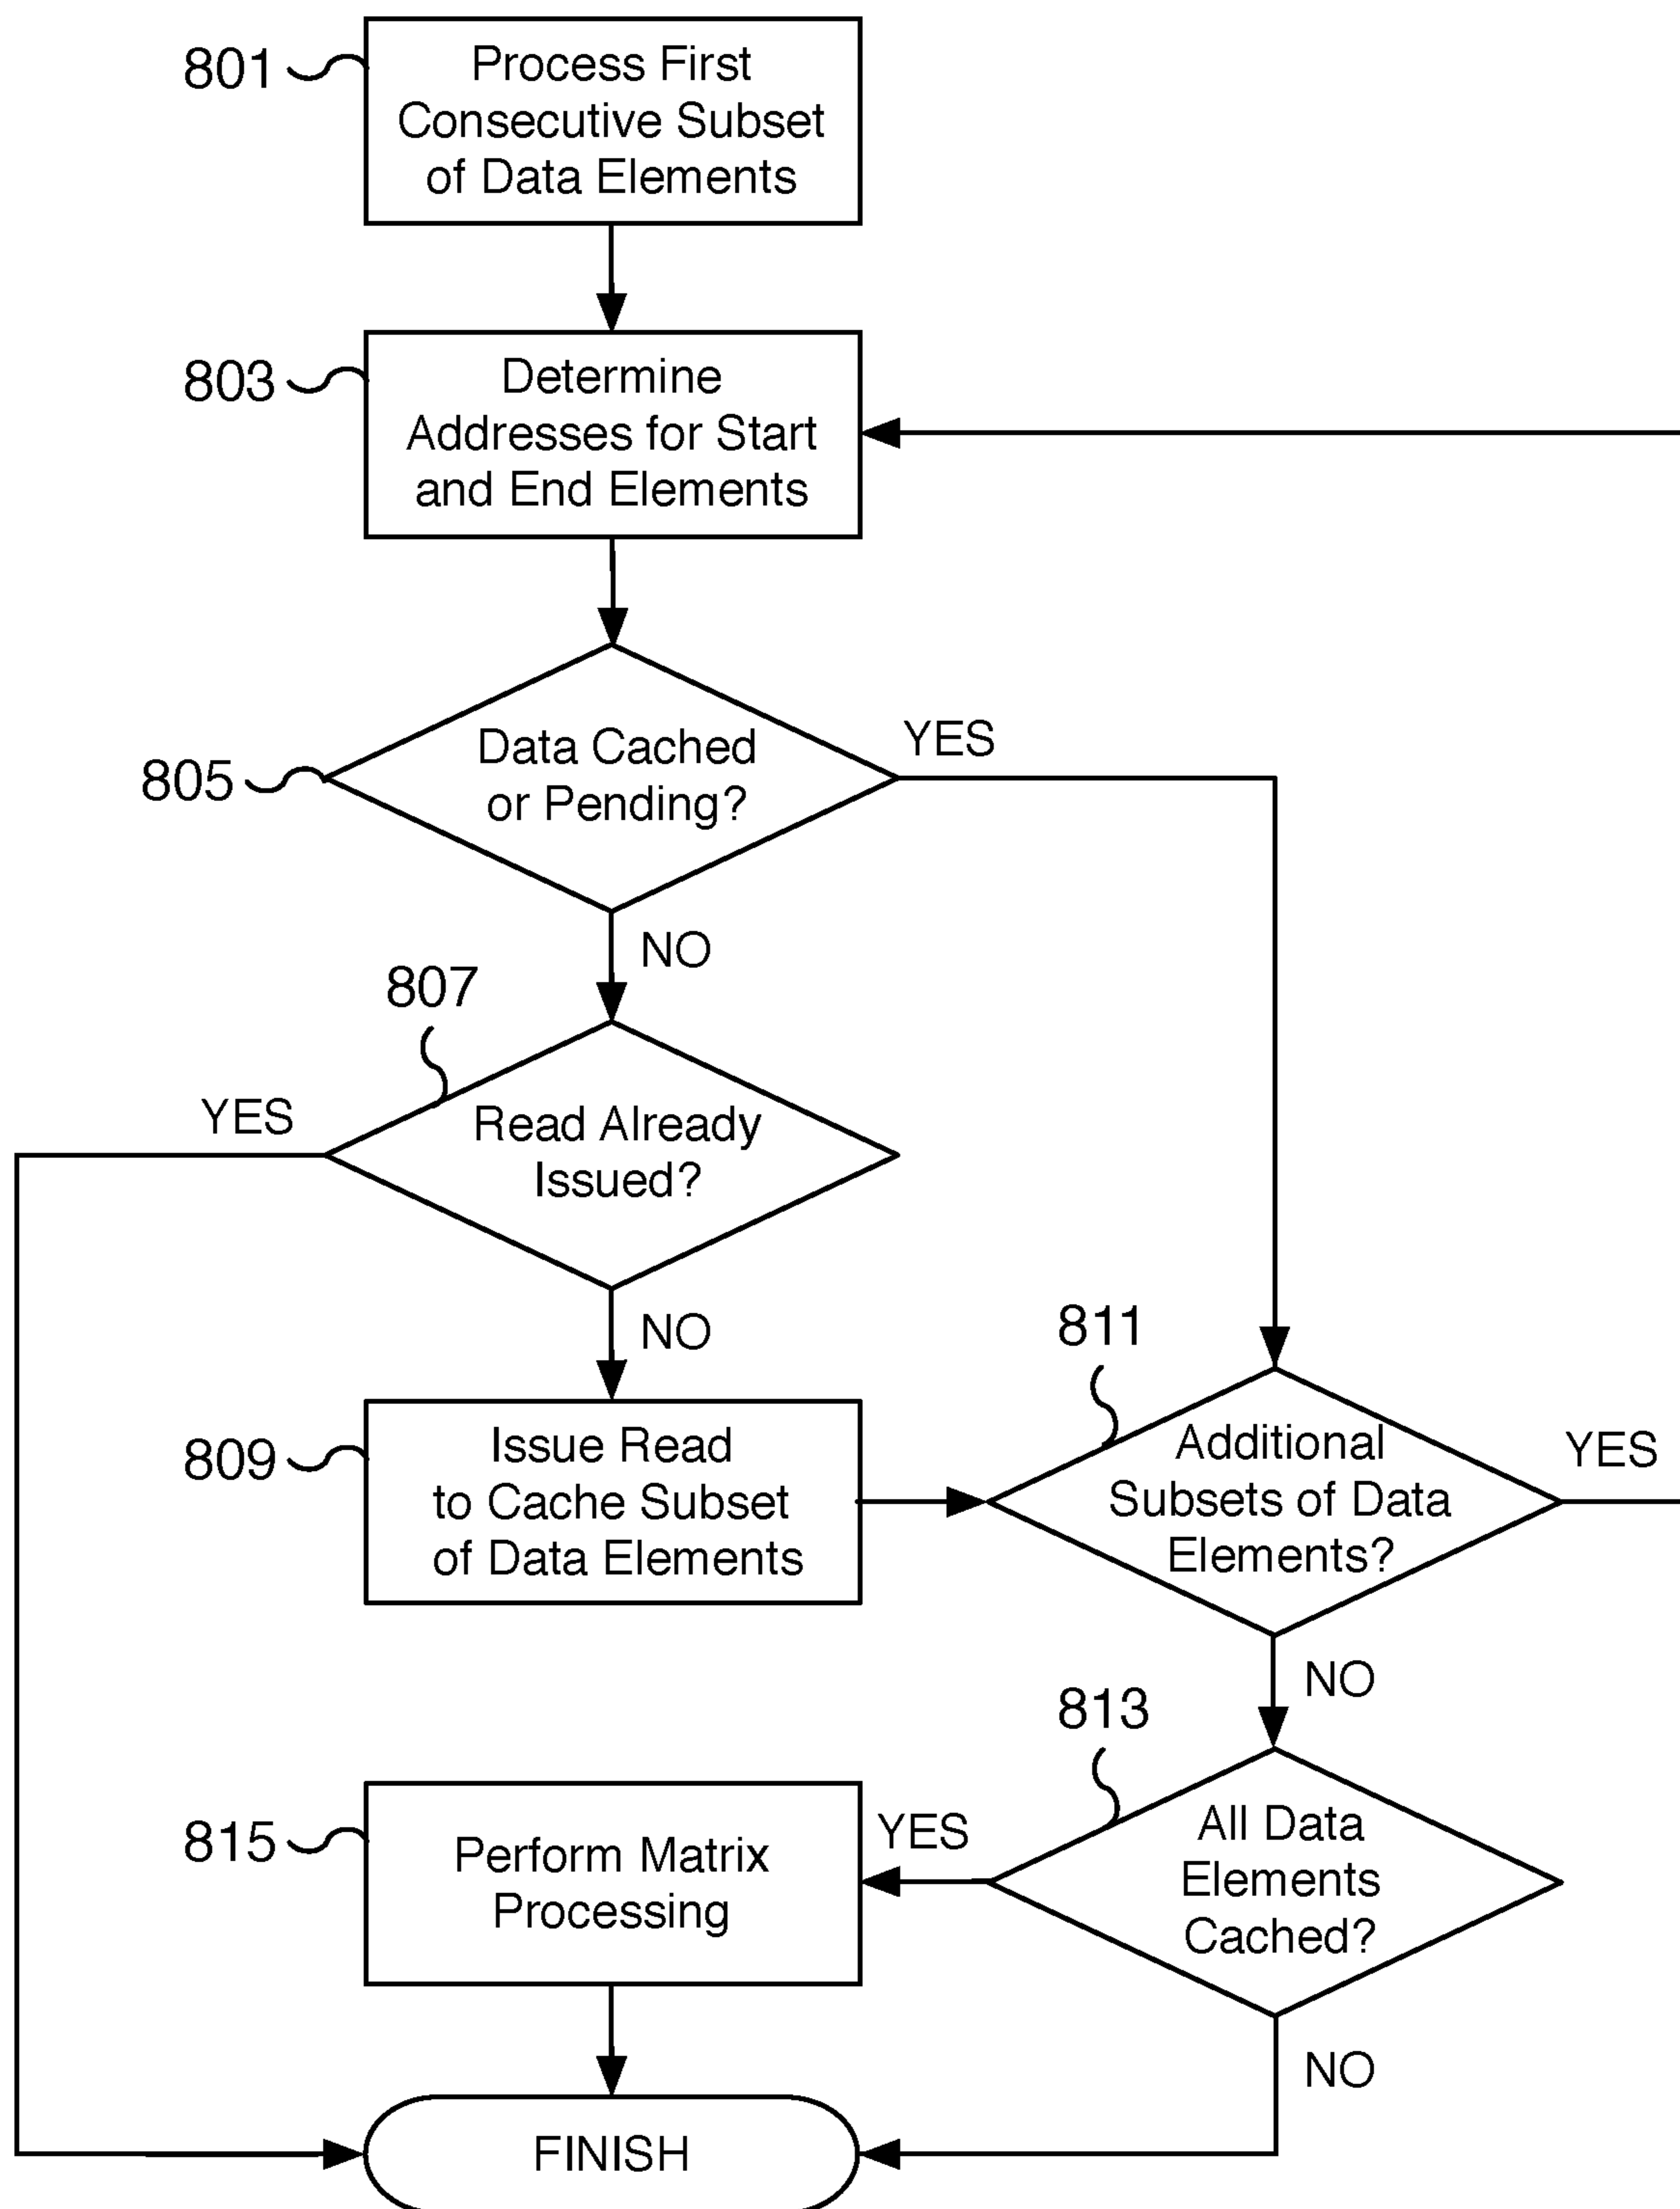 801
Process First
Consecutive Subset
of Data Elements
803
Determine
Addresses for Start
and End Elements
805
Data Cached
or Pending?
YES
NO
807
YES
Read Already
Issued?
NO
809
Issue Read
to Cache Subset
of Data Elements
811
Additional
Subsets of Data
Elements?
YES
NO
813
All Data
Elements
Cached?
YES
815
Perform Matrix
Processing
NO
FINISH